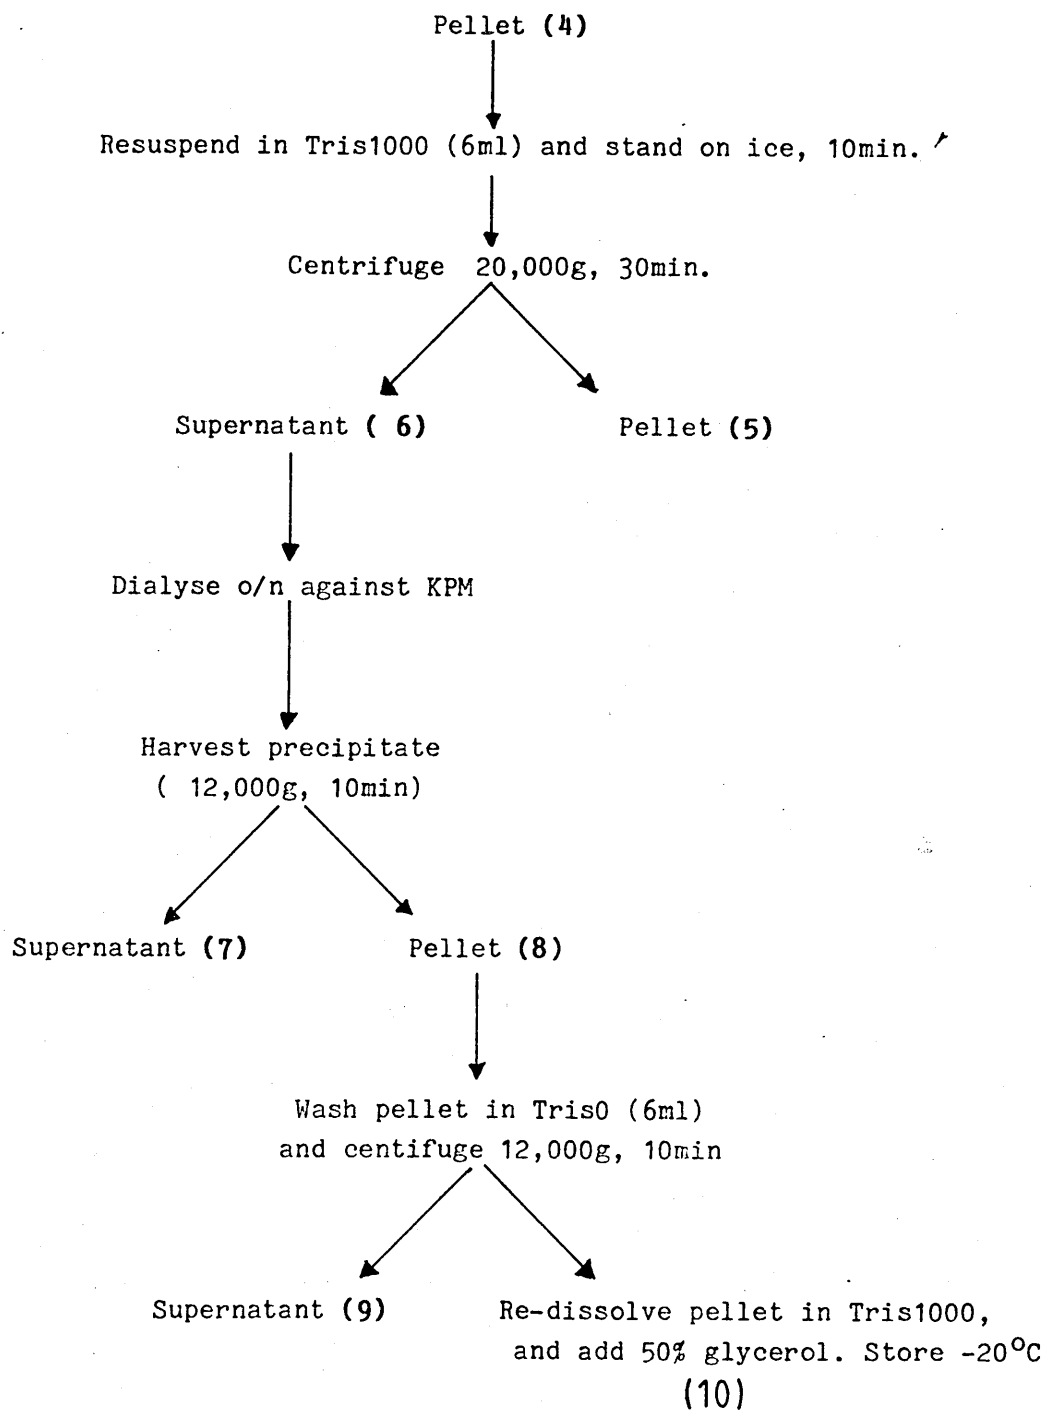 Pellet (4)
Resuspend in Tris1000 (6ml) and stand on ice, 10min.
Centrifuge 20,000g, 30min.
Supernatant ( 6)
Pellet (5)
Dialyse o/n against KPM
Harvest precipitate
( 12,000g, 10min)
Supernatant (7)
Pellet (8)
Wash pellet in Tris0 (6ml)
and centifuge 12,000g, 10min
Supernatant (9)
Re-dissolve pellet in Tris1000,
and add 50% glycerol. Store -20°C
(10)